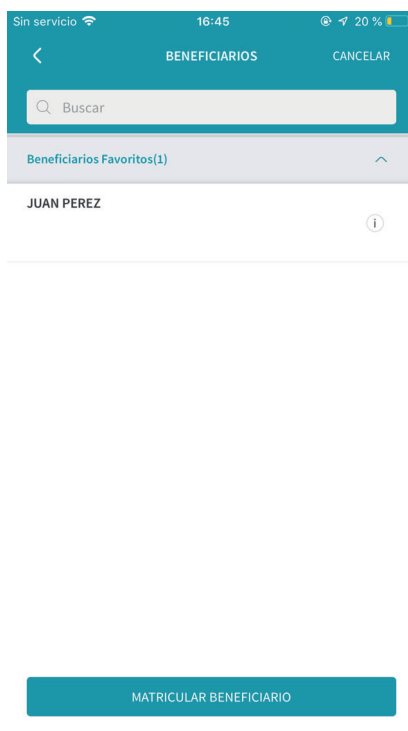 Sin servicio 16:45 20 %
BENEFICIARIOS CANCELAR
Buscar
Beneficiarios Favoritos(1)
JUAN PEREZ
i
MATRICULAR BENEFICIARIO